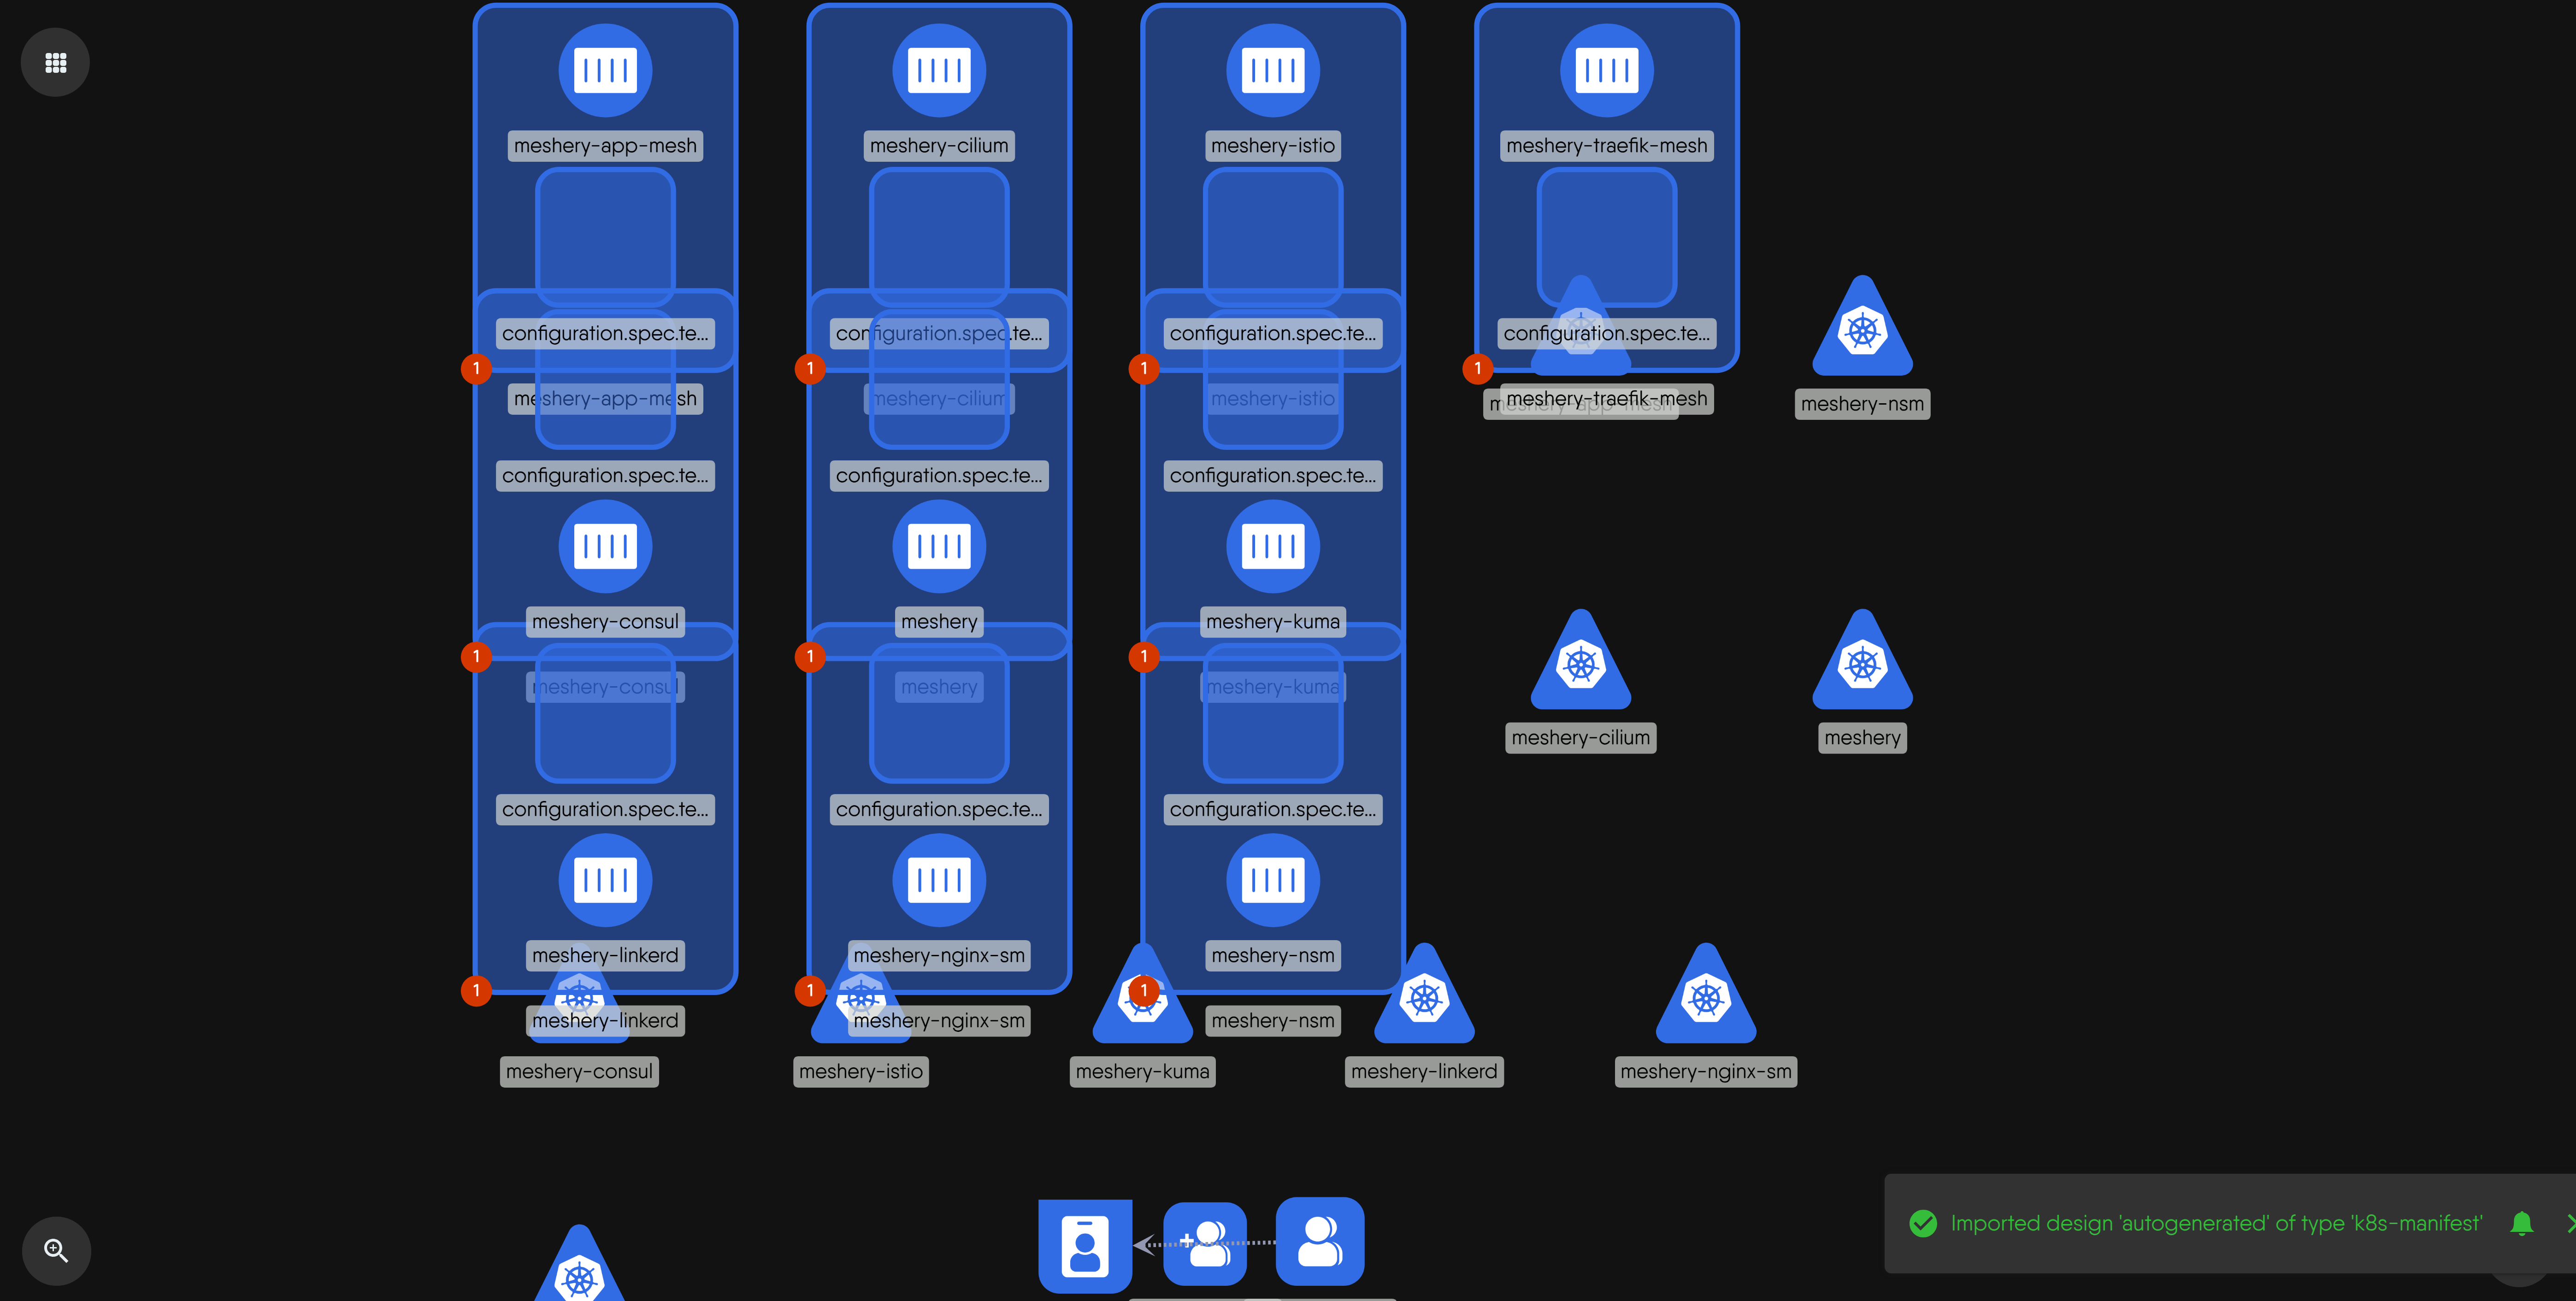 meshery-app-mesh
meshery-cilium
meshery-istio
meshery-traefik-mesh
configuration.spec.te...
configuration.spec.te...
configuration.spec.te...
configuration.spec.te...
1
1
1
1
meshery-app-mesh
meshery-cilium
meshery-istio
meshery-app-mesh
meshery-traefik-mesh
meshery-nsm
configuration.spec.te...
configuration.spec.te...
configuration.spec.te...
meshery-consul
meshery
meshery-kuma
1
1
1
meshery-consul
meshery
meshery-kuma
meshery-cilium
meshery
configuration.spec.te...
configuration.spec.te...
configuration.spec.te...
meshery-linkerd
meshery-nginx-sm
meshery-nsm
1
1
1
meshery-linkerd
meshery-nginx-sm
meshery-nsm
meshery-consul
meshery-istio
meshery-kuma
meshery-linkerd
meshery-nginx-sm
Imported design 'autogenerated' of type 'k8s-manifest'